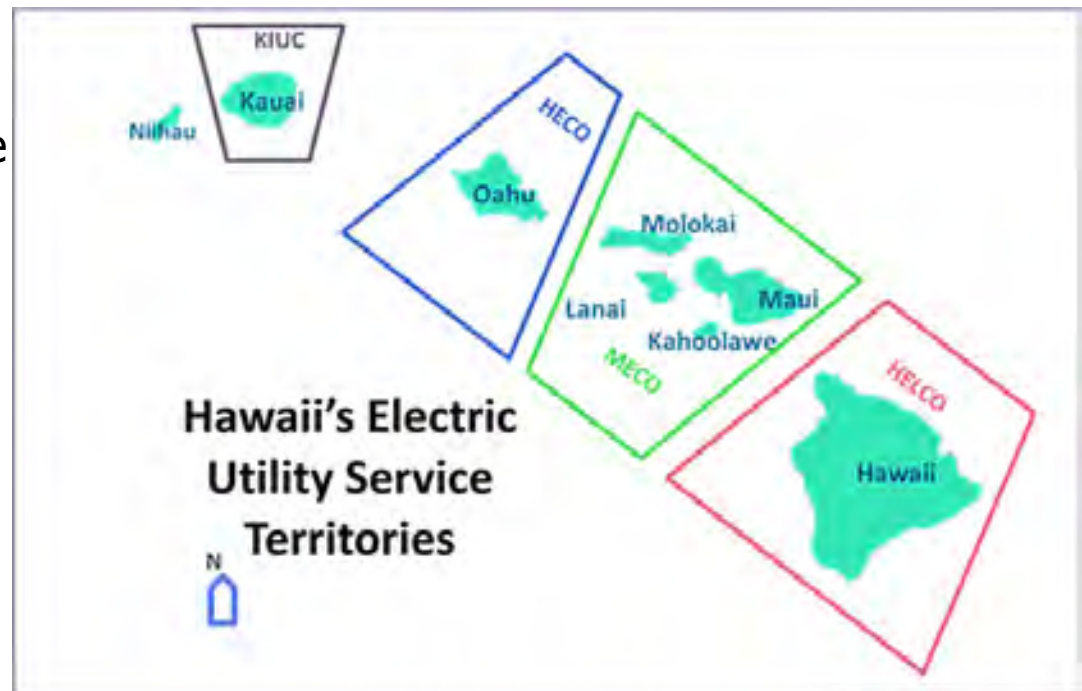 KIUC
Kauai
Niihau
e
HECO
Oahu
Molokai
Lanai
Maui
Kahoolawe
MECO
HELCO
Hawaii
Hawaii's Electric
Utility Service
Territories
N